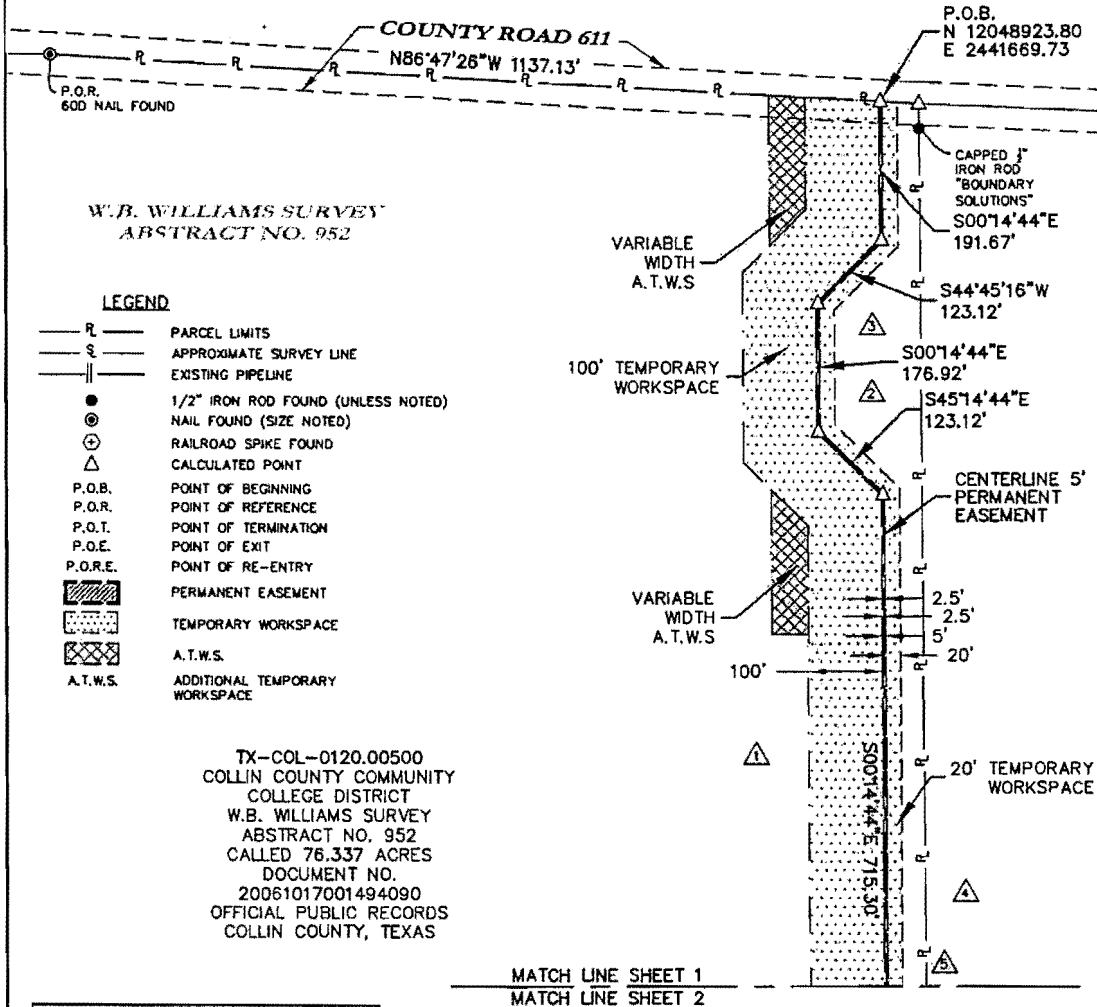 COUNTY ROAD 611
N86°47'26"W 1137.13'
P.O.B.
N 12048923.80
E 2441669.73
P.O.R.
60D NAIL FOUND
CAPPED
IRON ROD
"BOUNDARY
SOLUTIONS"
S00°14'44"E
191.67'
W.B. WILLIAMS SURVEY
ABSTRACT NO. 952
VARIABLE
WIDTH
A.T.W.S
S44°45'16"W
123.12'
3
100' TEMPORARY
WORKSPACE
S00°14'44"E
176.92'
2
S45°14'44"E
123.12'
CENTERLINE 5'
PERMANENT
EASEMENT
LEGEND
PARCEL LIMITS
APPROXIMATE SURVEY LINE
EXISTING PIPELINE
1/2" IRON ROD FOUND (UNLESS NOTED)
NAIL FOUND (SIZE NOTED)
RAILROAD SPIKE FOUND
CALCULATED POINT
P.O.B. POINT OF BEGINNING
P.O.R. POINT OF REFERENCE
P.O.T. POINT OF TERMINATION
P.O.E. POINT OF EXIT
P.O.R.E. POINT OF RE-ENTRY
PERMANENT EASEMENT
TEMPORARY WORKSPACE
A.T.W.S.
A.T.W.S. ADDITIONAL TEMPORARY
WORKSPACE
VARIABLE
WIDTH
A.T.W.S
2.5'
2.5'
5'
20'
100'
1
S00°14'44"E 715.30'
20' TEMPORARY
WORKSPACE
4
5
TX-COL-0120.00500
COLLIN COUNTY COMMUNITY
COLLEGE DISTRICT
W.B. WILLIAMS SURVEY
ABSTRACT NO. 952
CALLED 76.337 ACRES
DOCUMENT NO.
20061017001494090
OFFICIAL PUBLIC RECORDS
COLLIN COUNTY, TEXAS
MATCH LINE SHEET 1
MATCH LINE SHEET 2